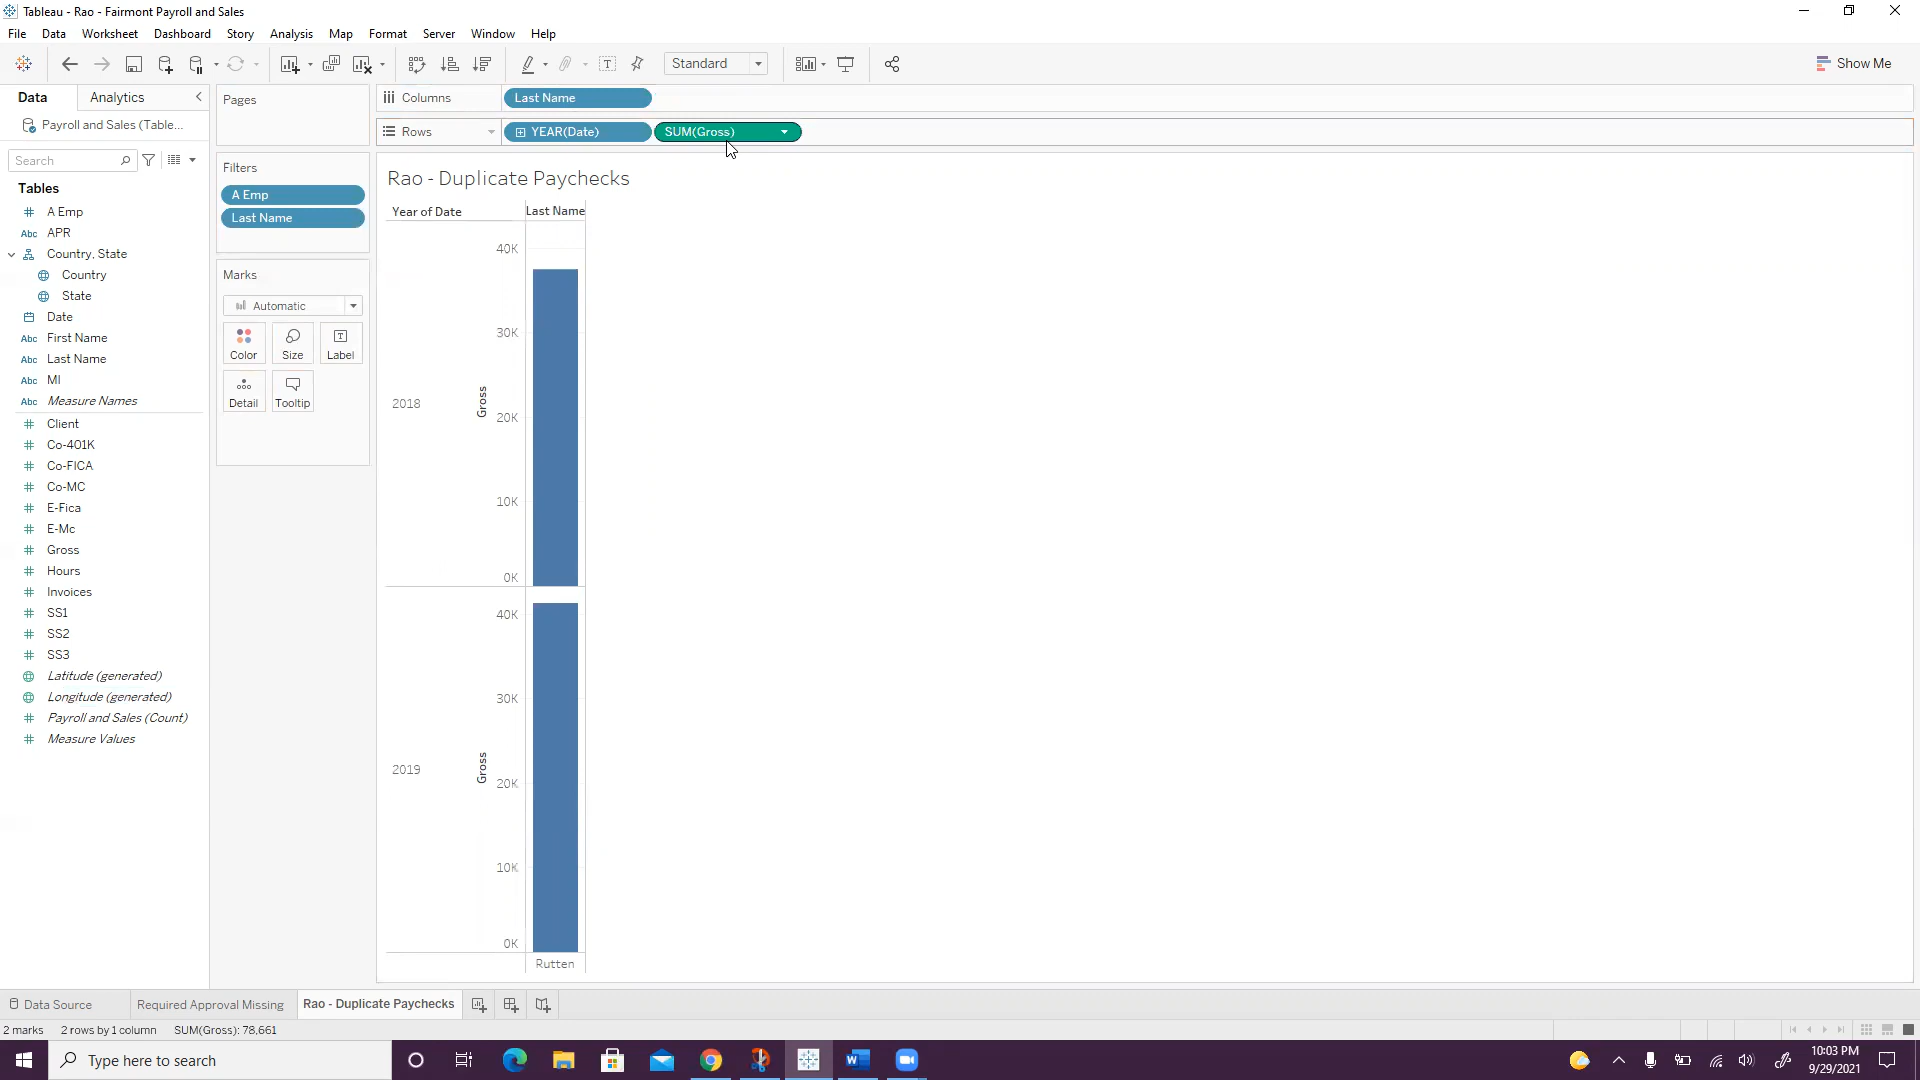 Tableau - Rao - Fairmont Payroll and Sales
File Data Worksheet Dashboard Story Analysis Map Format Server Window Help
Standard
Show Me
Data Analytics
Payroll and Sales (Table...
Search
Tables
A Emp
Abc APR
Country, State
Country
State
Date
Abc First Name
Abc Last Name
Abc MI
Abc Measure Names
Client
Co-401K
Co-FICA
Co-MC
E-Fica
E-Mc
Gross
Hours
Invoices
SS1
SS2
SS3
Latitude (generated)
Longitude (generated)
Payroll and Sales (Count)
Measure Values
Pages
Filters
A Emp
Last Name
Marks
Automatic
Color Size Label
Detail Tooltip
Columns Last Name
Rows YEAR(Date) SUM(Gross)
Rao - Duplicate Paychecks
Year of Date Last Name
40K
30K
2018 Gross
20K
10K
0K
40K
30K
2019 Gross
20K
10K
0K
Rutten
Data Source Required Approval Missing Rao - Duplicate Paychecks
2 marks 2 rows by 1 column SUM(Gross): 78,661
Type here to search
10:03 PM
9/29/2021